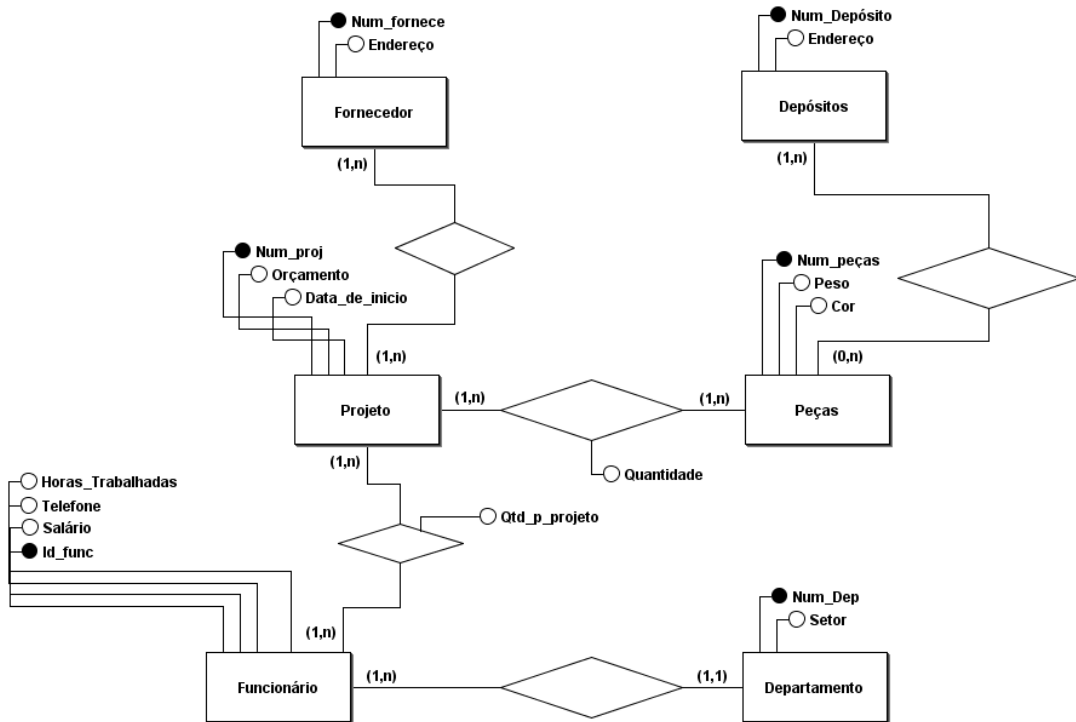 Num_fornece
Endereço
Fornecedor
(1,n)
Num_Depósito
Endereço
Depósitos
(1,n)
Num_proj
Orçamento
Data_de_inicio
(1,n)
Projeto
(1,n)
(1,n)
Num_peças
Peso
Cor
(0,n)
Peças
(1,n)
Quantidade
Horas_Trabalhadas
Telefone
Salário
Id_func
Qtd_p_projeto
(1,n)
Funcionário
(1,n)
Num_Dep
Setor
(1,1)
Departamento